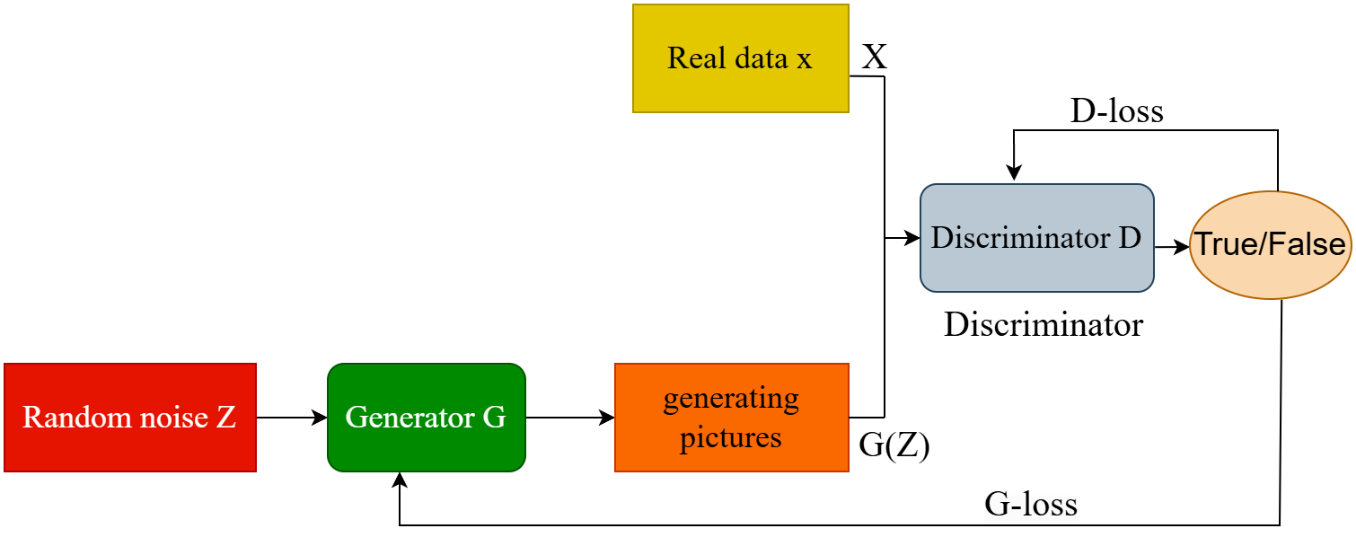 Real data x
X
D-loss
Discriminator D
True/False
Discriminator
Random noise Z
Generator G
generating
pictures
G(Z)
G-loss